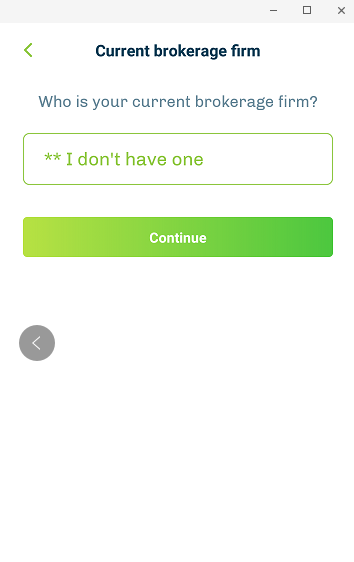 Current brokerage firm
Who is your current brokerage firm?
** I don't have one
Continue